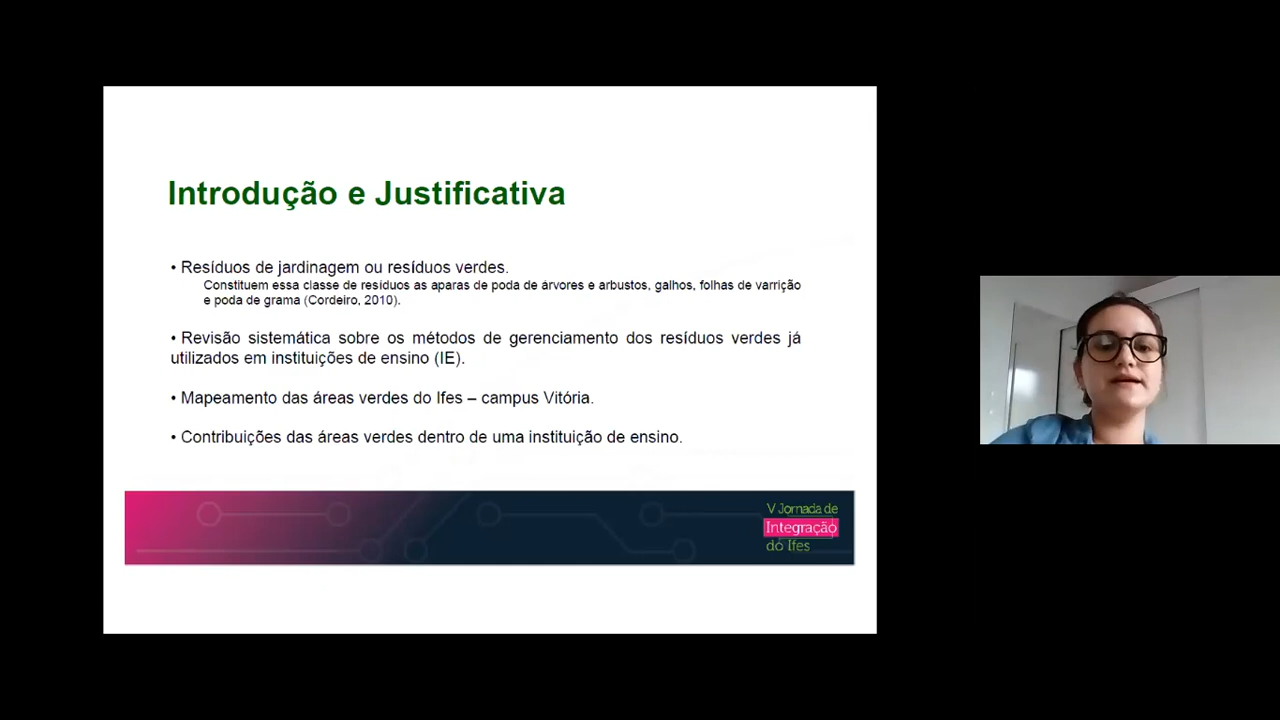 Introdução e Justificativa
• Resíduos de jardinagem ou resíduos verdes.
Constituem essa classe de resíduos as aparas de poda de árvores e arbustos, galhos, folhas de varrição
e poda de grama (Cordeiro, 2010).
• Revisão sistemática sobre os métodos de gerenciamento dos resíduos verdes já
utilizados em instituições de ensino (IE).
• Mapeamento das áreas verdes do Ifes – campus Vitória.
• Contribuições das áreas verdes dentro de uma instituição de ensino.
V Jornada de
Integração
do Ifes